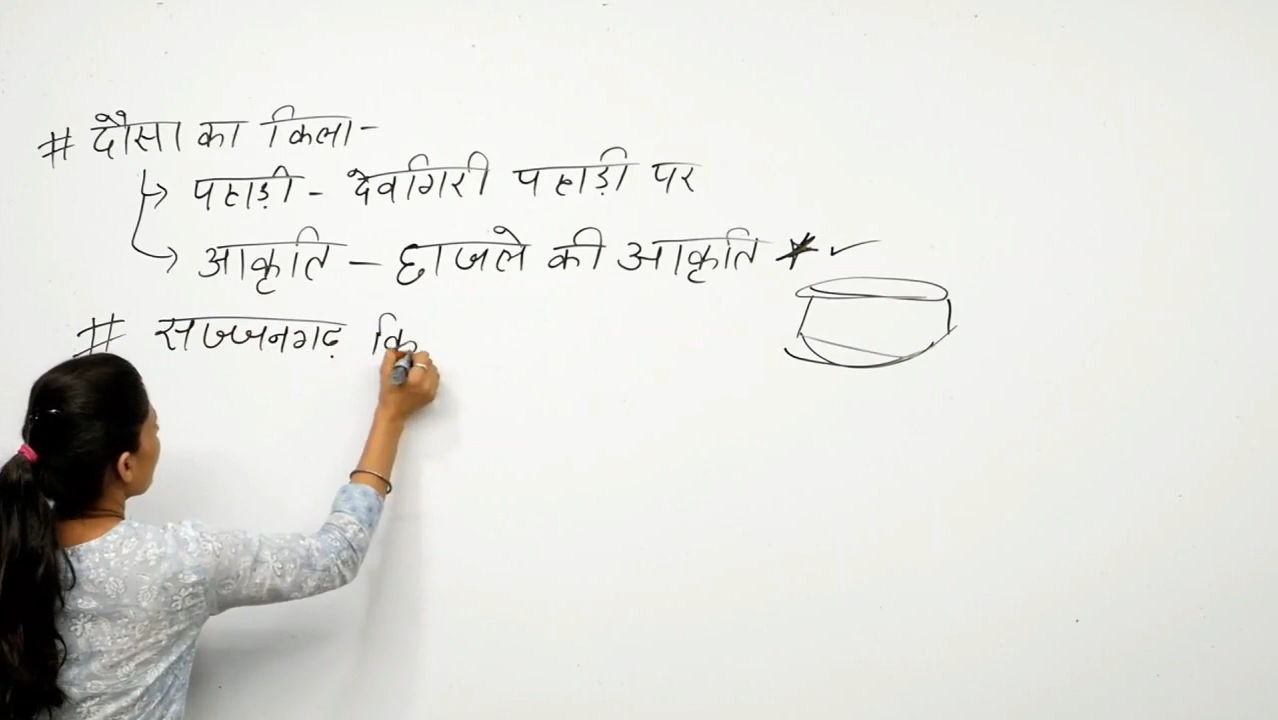 # दौसा का किला-
→ पहाड़ी - देवगिरी पहाड़ी पर
→ आकृति - छाजले की आकृति * ✓
# सज्जनगढ़ कि